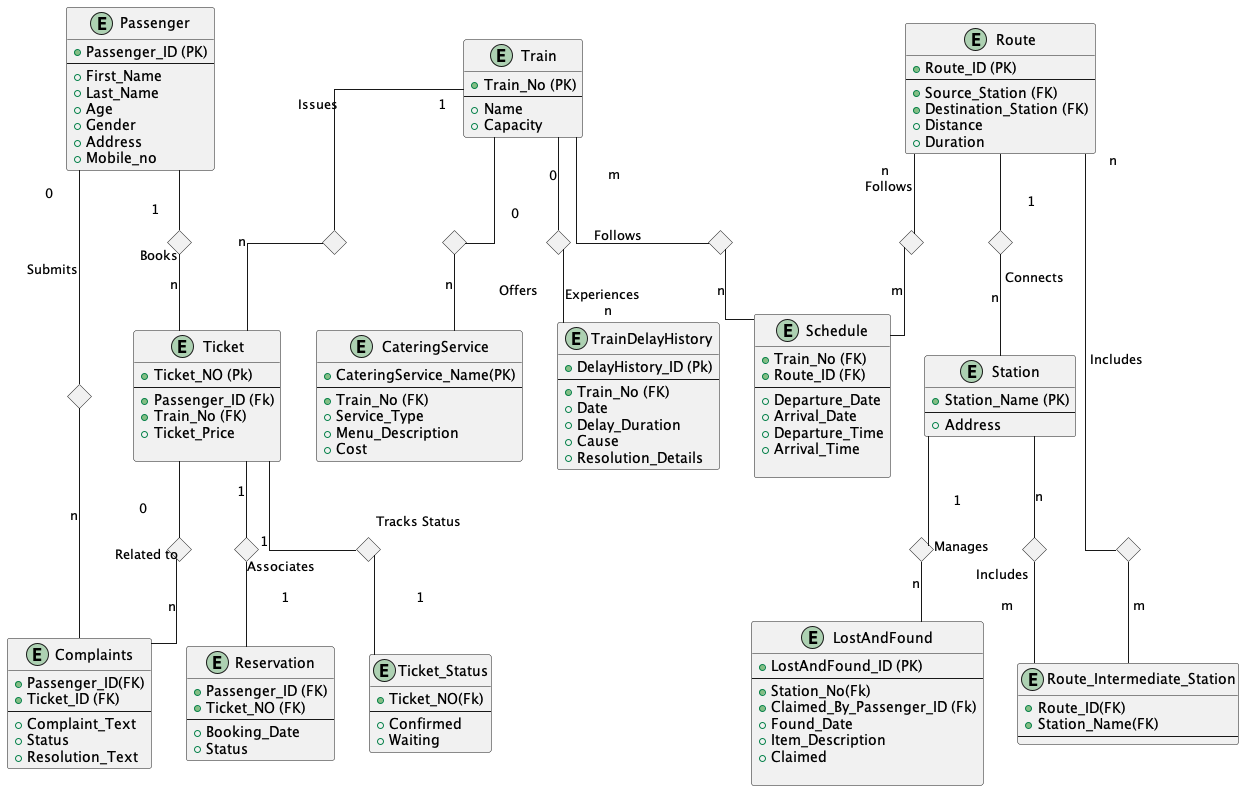 E Passenger
Passenger_ID (PK)
First_Name
Last_Name
Age
Gender
Address
Mobile_no
E Train
Train_No (PK)
Name
Capacity
E Route
Route_ID (PK)
Source_Station (FK)
Destination_Station (FK)
Distance
Duration
Issues
1
0
1
Books
n
Submits
n
n
0
n
Offers
0
Experiences
n
m
Follows
n
n
Follows
m
1
Connects
n
n
Includes
m
E Ticket
Ticket_NO (Pk)
Passenger_ID (Fk)
Train_No (FK)
Ticket_Price
E CateringService
CateringService_Name(PK)
Train_No (FK)
Service_Type
Menu_Description
Cost
E TrainDelayHistory
DelayHistory_ID (Pk)
Train_No (FK)
Date
Delay_Duration
Cause
Resolution_Details
E Schedule
Train_No (FK)
Route_ID (FK)
Departure_Date
Arrival_Date
Departure_Time
Arrival_Time
E Station
Station_Name (PK)
Address
0
Related to
n
1
Associates
1
1
Tracks Status
1
1
Manages
n
n
Includes
m
E Complaints
Passenger_ID(FK)
Ticket_ID (FK)
Complaint_Text
Status
Resolution_Text
E Reservation
Passenger_ID (FK)
Ticket_NO (FK)
Booking_Date
Status
E Ticket_Status
Ticket_NO(Fk)
Confirmed
Waiting
E LostAndFound
LostAndFound_ID (PK)
Station_No(Fk)
Claimed_By_Passenger_ID (Fk)
Found_Date
Item_Description
Claimed
E Route_Intermediate_Station
Route_ID(FK)
Station_Name(FK)